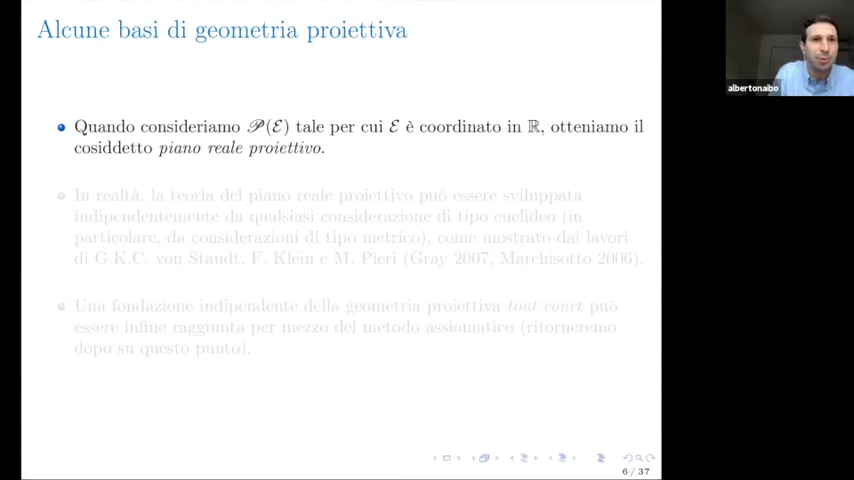 Alcune basi di geometria proiettiva
Quando consideriamo 𝒫(ℰ) tale per cui ℰ è coordinato in ℝ, otteniamo il
cosiddetto piano reale proiettivo.
In realtà, la teoria del piano reale proiettivo può essere sviluppata
indipendentemente da qualsiasi considerazione di tipo euclideo (in
particolare, da considerazioni di tipo metrico), come mostrato dai lavori
di G.K.C. von Staudt, F. Klein e M. Pieri (Gray 2007, Marchisotto 2006).
Una fondazione indipendente della geometria proiettiva tout court può
essere infine raggiunta per mezzo del metodo assiomatico (ritorneremo
dopo su questo punto).
6 / 37
albertonaibo